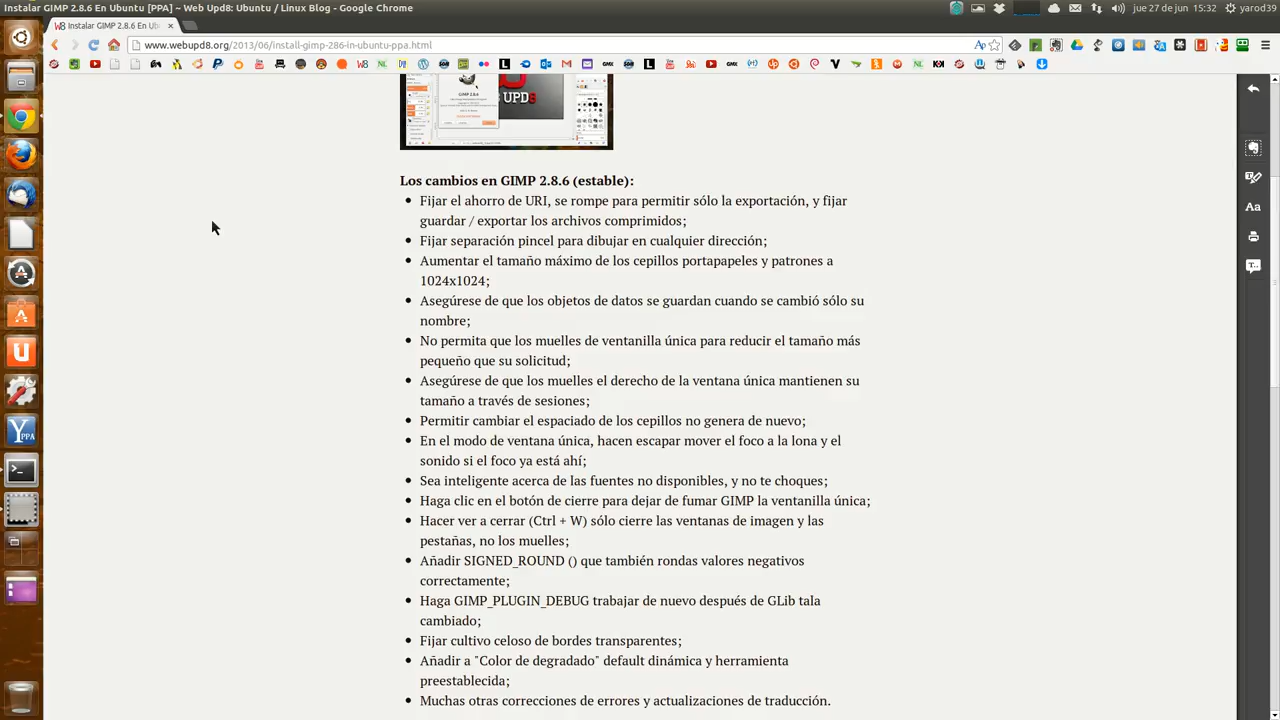 Instalar GIMP 2.8.6 En Ubuntu [PPA] ~ Web Upd8: Ubuntu / Linux Blog - Google Chrome
jue 27 de jun, 15:32
yarod39
Instalar GIMP 2.8.6 En Ub
www.webupd8.org/2013/06/install-gimp-286-in-ubuntu-ppa.html
GIMP 2.8.6
UPD8
Los cambios en GIMP 2.8.6 (estable):
Fijar el ahorro de URI, se rompe para permitir sólo la exportación, y fijar
guardar / exportar los archivos comprimidos;
Fijar separación pincel para dibujar en cualquier dirección;
Aumentar el tamaño máximo de los cepillos portapapeles y patrones a
1024x1024;
Asegúrese de que los objetos de datos se guardan cuando se cambió sólo su
nombre;
No permita que los muelles de ventanilla única para reducir el tamaño más
pequeño que su solicitud;
Asegúrese de que los muelles el derecho de la ventana única mantienen su
tamaño a través de sesiones;
Permitir cambiar el espaciado de los cepillos no genera de nuevo;
En el modo de ventana única, hacen escapar mover el foco a la lona y el
sonido si el foco ya está ahí;
Sea inteligente acerca de las fuentes no disponibles, y no te choques;
Haga clic en el botón de cierre para dejar de fumar GIMP la ventanilla única;
Hacer ver a cerrar (Ctrl + W) sólo cierre las ventanas de imagen y las
pestañas, no los muelles;
Añadir SIGNED_ROUND () que también rondas valores negativos
correctamente;
Haga GIMP_PLUGIN_DEBUG trabajar de nuevo después de GLib tala
cambiado;
Fijar cultivo celoso de bordes transparentes;
Añadir a "Color de degradado" default dinámica y herramienta
preestablecida;
Muchas otras correcciones de errores y actualizaciones de traducción.
Aa